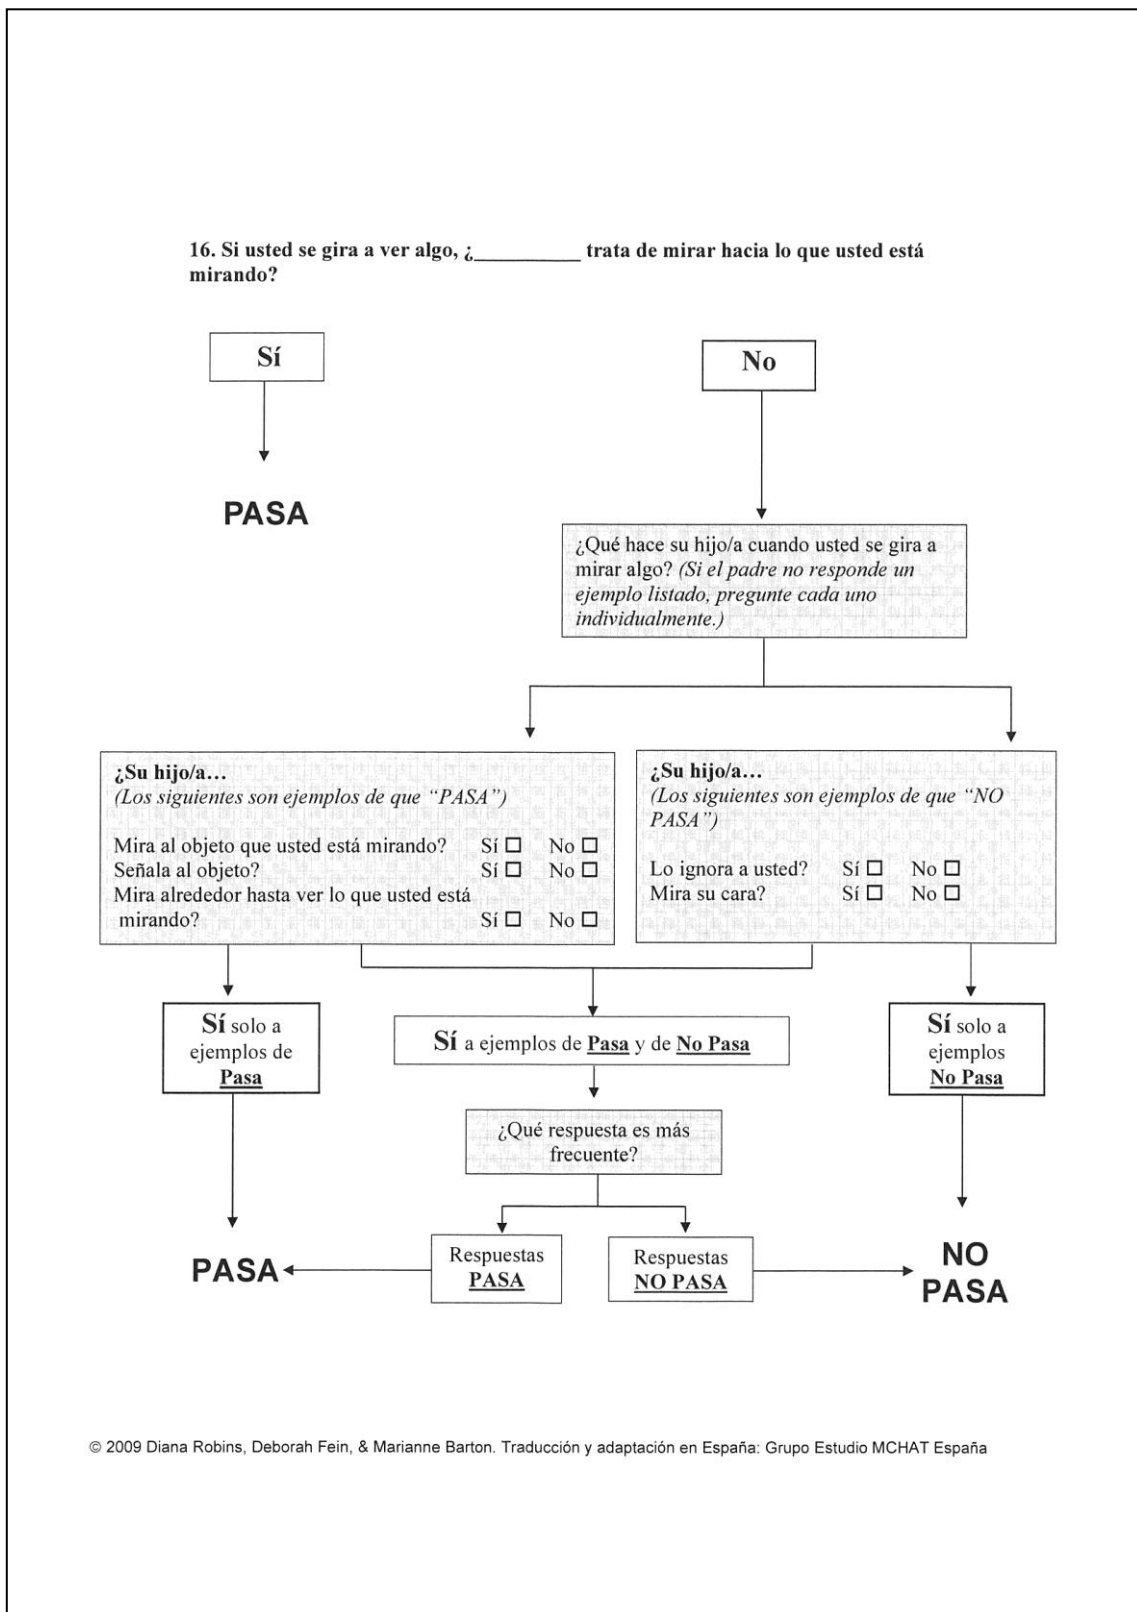 16. Si usted se gira a ver algo, ¿__________ trata de mirar hacia lo que usted está
mirando?
Sí
No
PASA
¿Qué hace su hijo/a cuando usted se gira a
mirar algo? (Si el padre no responde un
ejemplo listado, pregunte cada uno
individualmente.)
¿Su hijo/a…
(Los siguientes son ejemplos de que “PASA”)
Mira al objeto que usted está mirando? Sí ☐ No ☐
Señala al objeto? Sí ☐ No ☐
Mira alrededor hasta ver lo que usted está
mirando? Sí ☐ No ☐
¿Su hijo/a…
(Los siguientes son ejemplos de que “NO
PASA”)
Lo ignora a usted? Sí ☐ No ☐
Mira su cara? Sí ☐ No ☐
Sí solo a
ejemplos de
Pasa
Sí a ejemplos de Pasa y de No Pasa
Sí solo a
ejemplos
No Pasa
¿Qué respuesta es más
frecuente?
PASA
Respuestas
PASA
Respuestas
NO PASA
NO
PASA
© 2009 Diana Robins, Deborah Fein, & Marianne Barton. Traducción y adaptación en España: Grupo Estudio MCHAT España